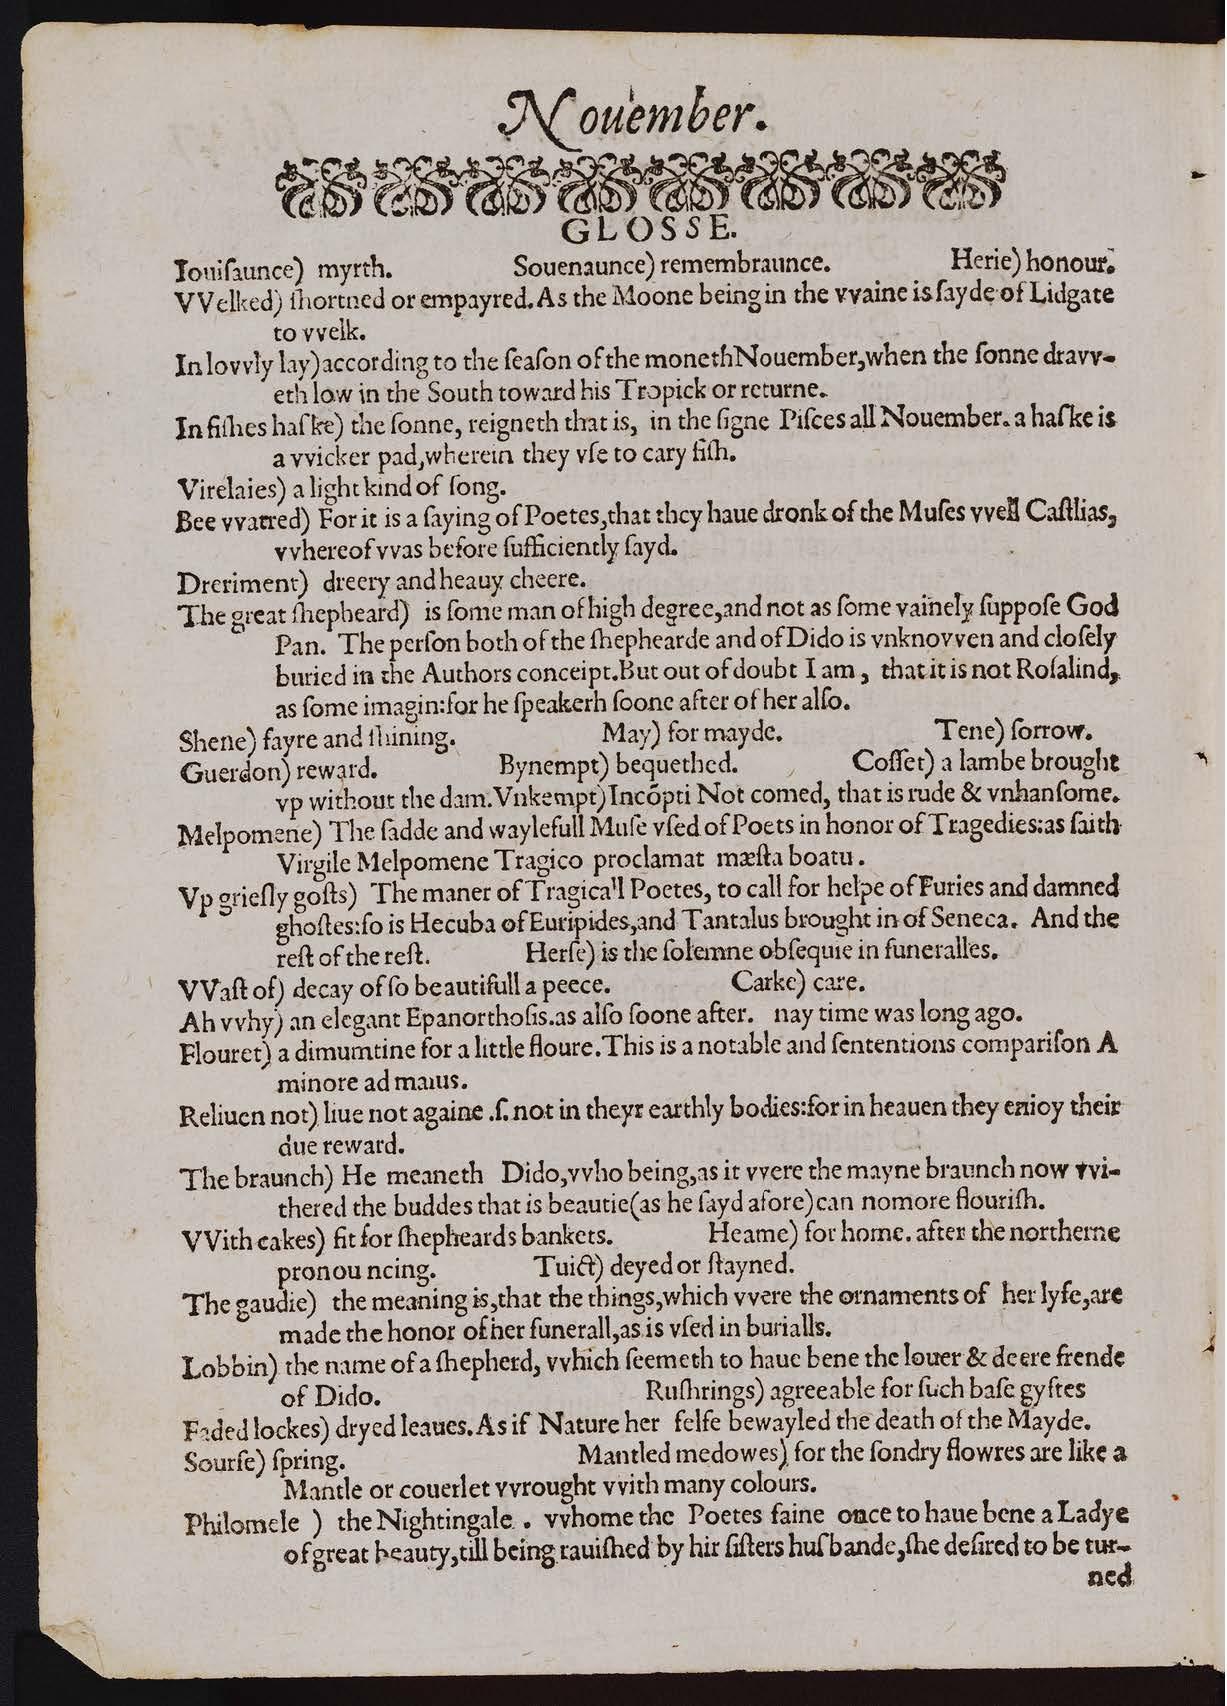 Nouember.
GLOSSE.
Iouiſaunce) myrth. Souenaunce) remembraunce. Herie) honour.
VVelked) ſhortned or empayred. As the Moone being in the vvaine is ſayde of Lidgate
to vvelk.
In lovvly lay) according to the ſeaſon of the moneth Nouember, when the ſonne dravv-
eth low in the South toward his Tropick or returne.
In fiſhes haſke) the ſonne, reigneth that is, in the ſigne Piſces all Nouember. a haſke is
a vvicker pad, wherein they vſe to cary fiſh.
Virelaies) a light kind of ſong.
Bee vvatred) For it is a ſaying of Poetes, that they haue dronk of the Muſes vvell Caſtlias,
vvhereof vvas before ſufficiently ſayd.
Dreriment) dreery and heauy cheere.
The great ſhepheard) is ſome man of high degree, and not as ſome vainely ſuppoſe God
Pan. The perſon both of the ſhephearde and of Dido is vnknovven and cloſely
buried in the Authors conceipt. But out of doubt I am, that it is not Roſalind,
as ſome imagin: for he ſpeakerh ſoone after of her alſo.
Shene) fayre and ſhining. May) for mayde. Tene) ſorrow.
Guerdon) reward. Bynempt) bequethed. Coſſet) a lambe brought
vp without the dam. Vnkempt) Incõpti Not comed, that is rude & vnhanſome.
Melpomene) The ſadde and waylefull Muſe vſed of Poets in honor of Tragedies: as ſaith
Virgile Melpomene Tragico proclamat mæſta boatu.
Vp grieſly goſts) The maner of Tragicall Poetes, to call for helpe of Furies and damned
ghoſtes: ſo is Hecuba of Euripides, and Tantalus brought in of Seneca. And the
reſt of the reſt. Herſe) is the ſolemne obſequie in funeralles.
VVaſt of) decay of ſo beautifull a peece. Carke) care.
Ah vvhy) an elegant Epanorthoſis. as alſo ſoone after. nay time was long ago.
Flouret) a dimumtine for a little floure. This is a notable and ſententions compariſon A
minore ad maius.
Reliuen not) liue not againe .ſ. not in theyr earthly bodies: for in heauen they enioy their
due reward.
The braunch) He meaneth Dido, vvho being, as it vvere the mayne braunch now vvi-
thered the buddes that is beautie (as he ſayd afore) can nomore flouriſh.
VVith cakes) fit for ſhepheards bankets. Heame) for home. after the northerne
pronou ncing. Tuict) deyed or ſtayned.
The gaudie) the meaning is, that the things, which vvere the ornaments of her lyfe, are
made the honor of her funerall, as is vſed in burialls.
Lobbin) the name of a ſhepherd, vvhich ſeemeth to haue bene the louer & deere frende
of Dido. Ruſhrings) agreeable for ſuch baſe gyftes
Faded lockes) dryed leaues. As if Nature her ſelfe bewayled the death of the Mayde.
Sourſe) ſpring. Mantled medowes) for the ſondry flowres are like a
Mantle or couerlet vvrought vvith many colours.
Philomele ) the Nightingale. . vvhome the Poetes faine once to haue bene a Ladye
of great beauty, till being rauiſhed by hir ſiſters huſbande, ſhe deſired to be tur-
ned